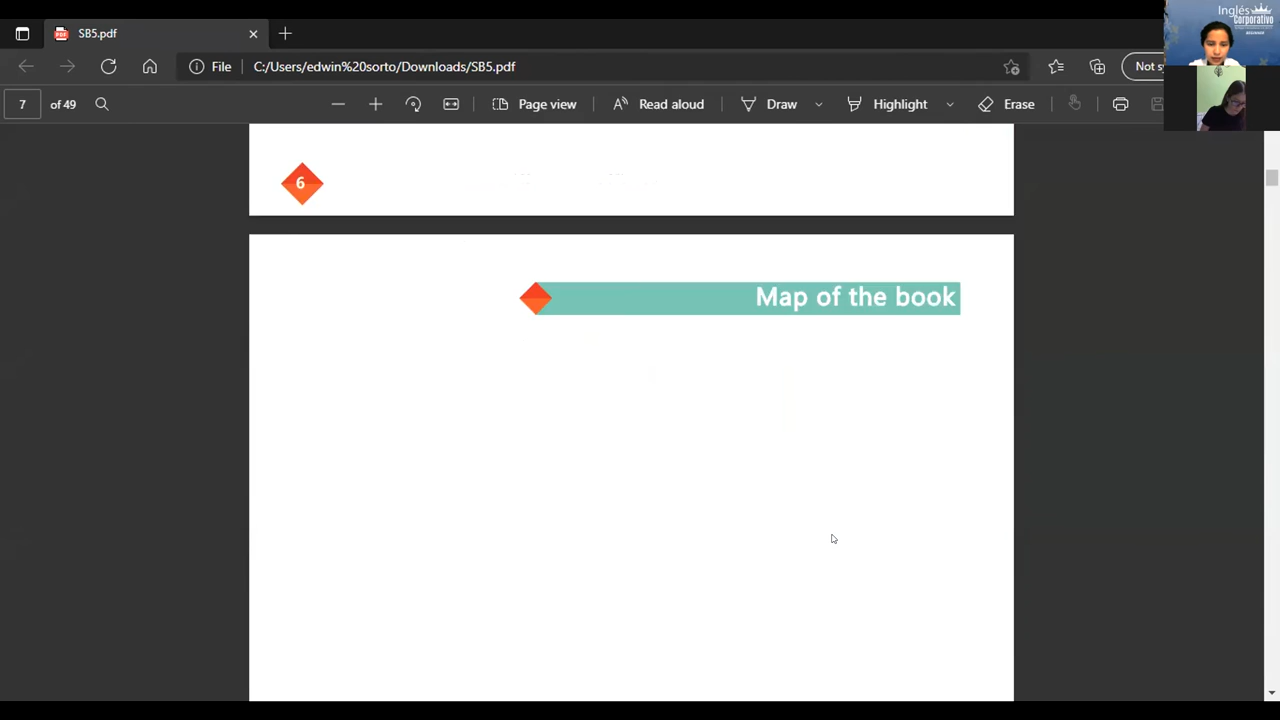 SB5.pdf
File
C:/Users/edwin%20sorto/Downloads/SB5.pdf
Not
7
of 49
Page view
Read aloud
Draw
Highlight
Erase
Inglés
Corporativo
BEGINNER
6
Map of the book